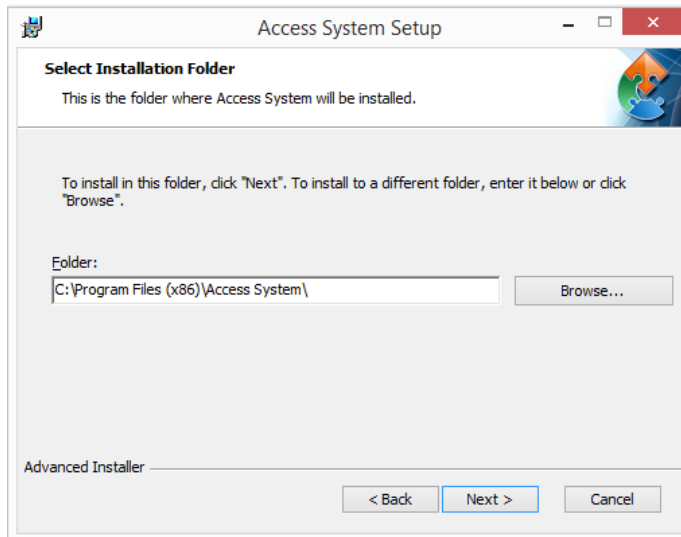 Access System Setup
Select Installation Folder
This is the folder where Access System will be installed.
To install in this folder, click "Next". To install to a different folder, enter it below or click
"Browse".
Folder:
C:\Program Files (x86)\Access System\
Browse...
Advanced Installer
< Back
Next >
Cancel